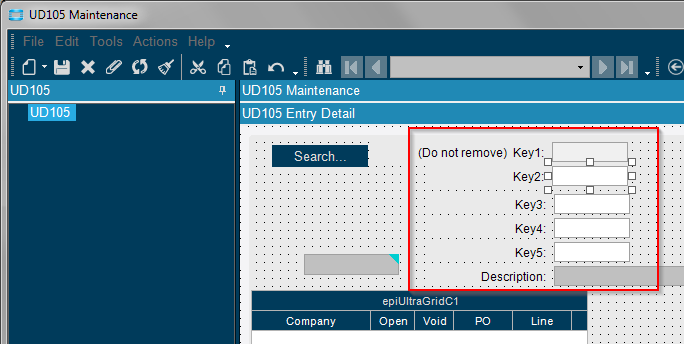 UD105 Maintenance
File Edit Tools Actions Help
UD105
UD105
UD105 Maintenance
UD105 Entry Detail
Search...
(Do not remove) Key1:
Key2:
Key3:
Key4:
Key5:
Description:
epiUltraGridC1
Company Open Void PO Line